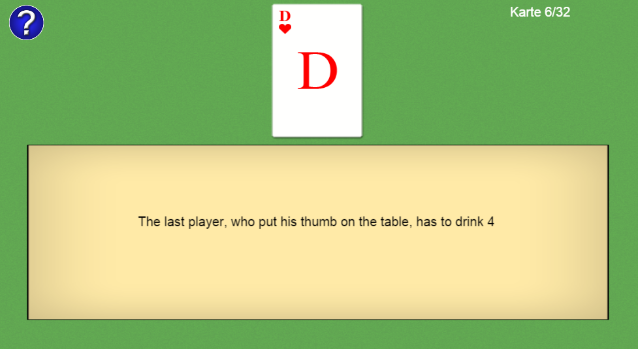 ?
D
Karte 6/32
D
The last player, who put his thumb on the table, has to drink 4